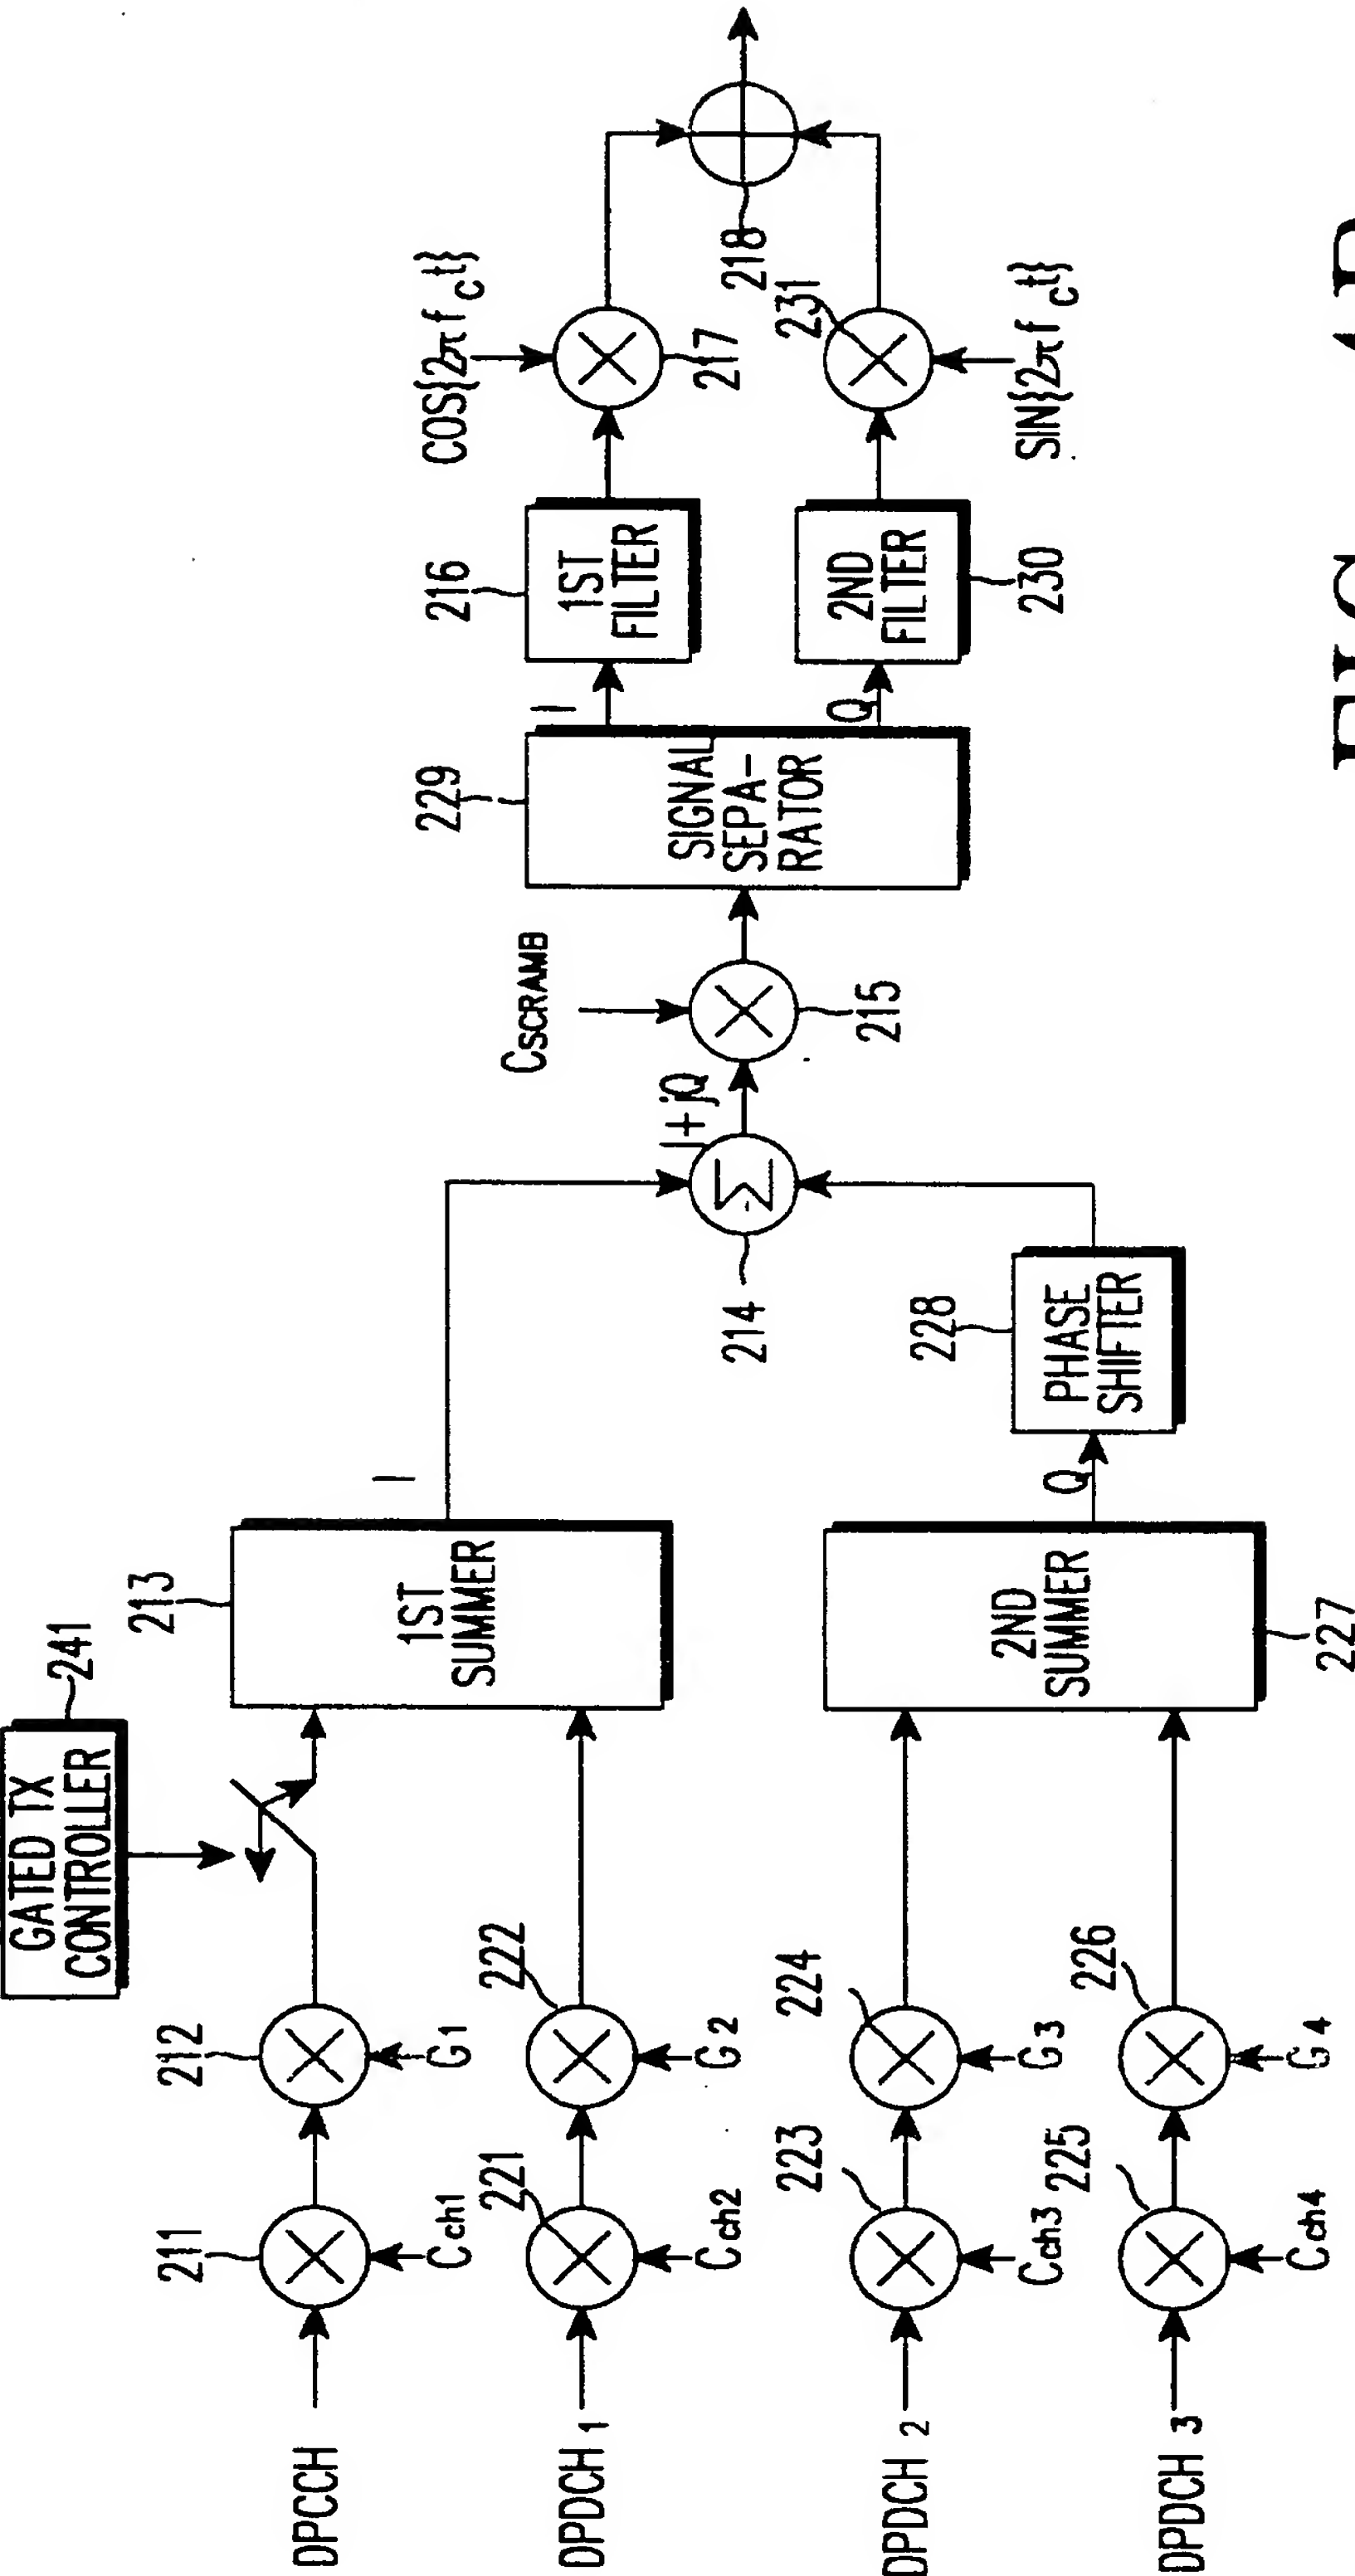 GATED TX
CONTROLLER
241
211
212
213
DPCCH
Cch1
G1
1ST
SUMMER
I
221
222
DPDCH 1
Cch2
G2
223
224
DPDCH 2
Cch3
G3
2ND
SUMMER
227
Q
228
PHASE
SHIFTER
225
226
DPDCH 3
Cch4
G4
214
I+jQ
CSCRAMB
215
229
SIGNAL
SEPA-
RATOR
I
Q
216
1ST
FILTER
2ND
FILTER
230
COS{2πfct}
217
218
231
SIN{2πfct}